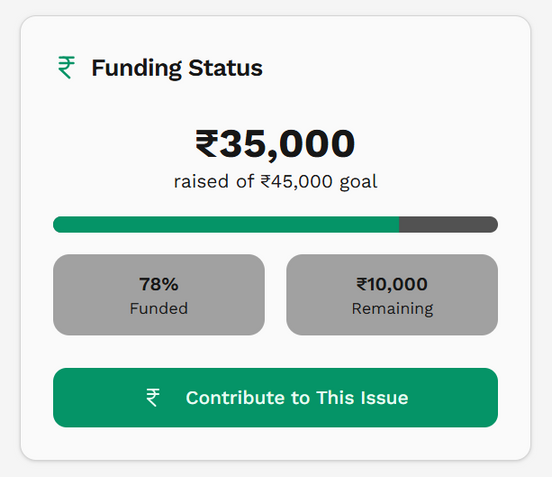 ₹ Funding Status
₹35,000
raised of ₹45,000 goal
78%
Funded
₹10,000
Remaining
₹ Contribute to This Issue